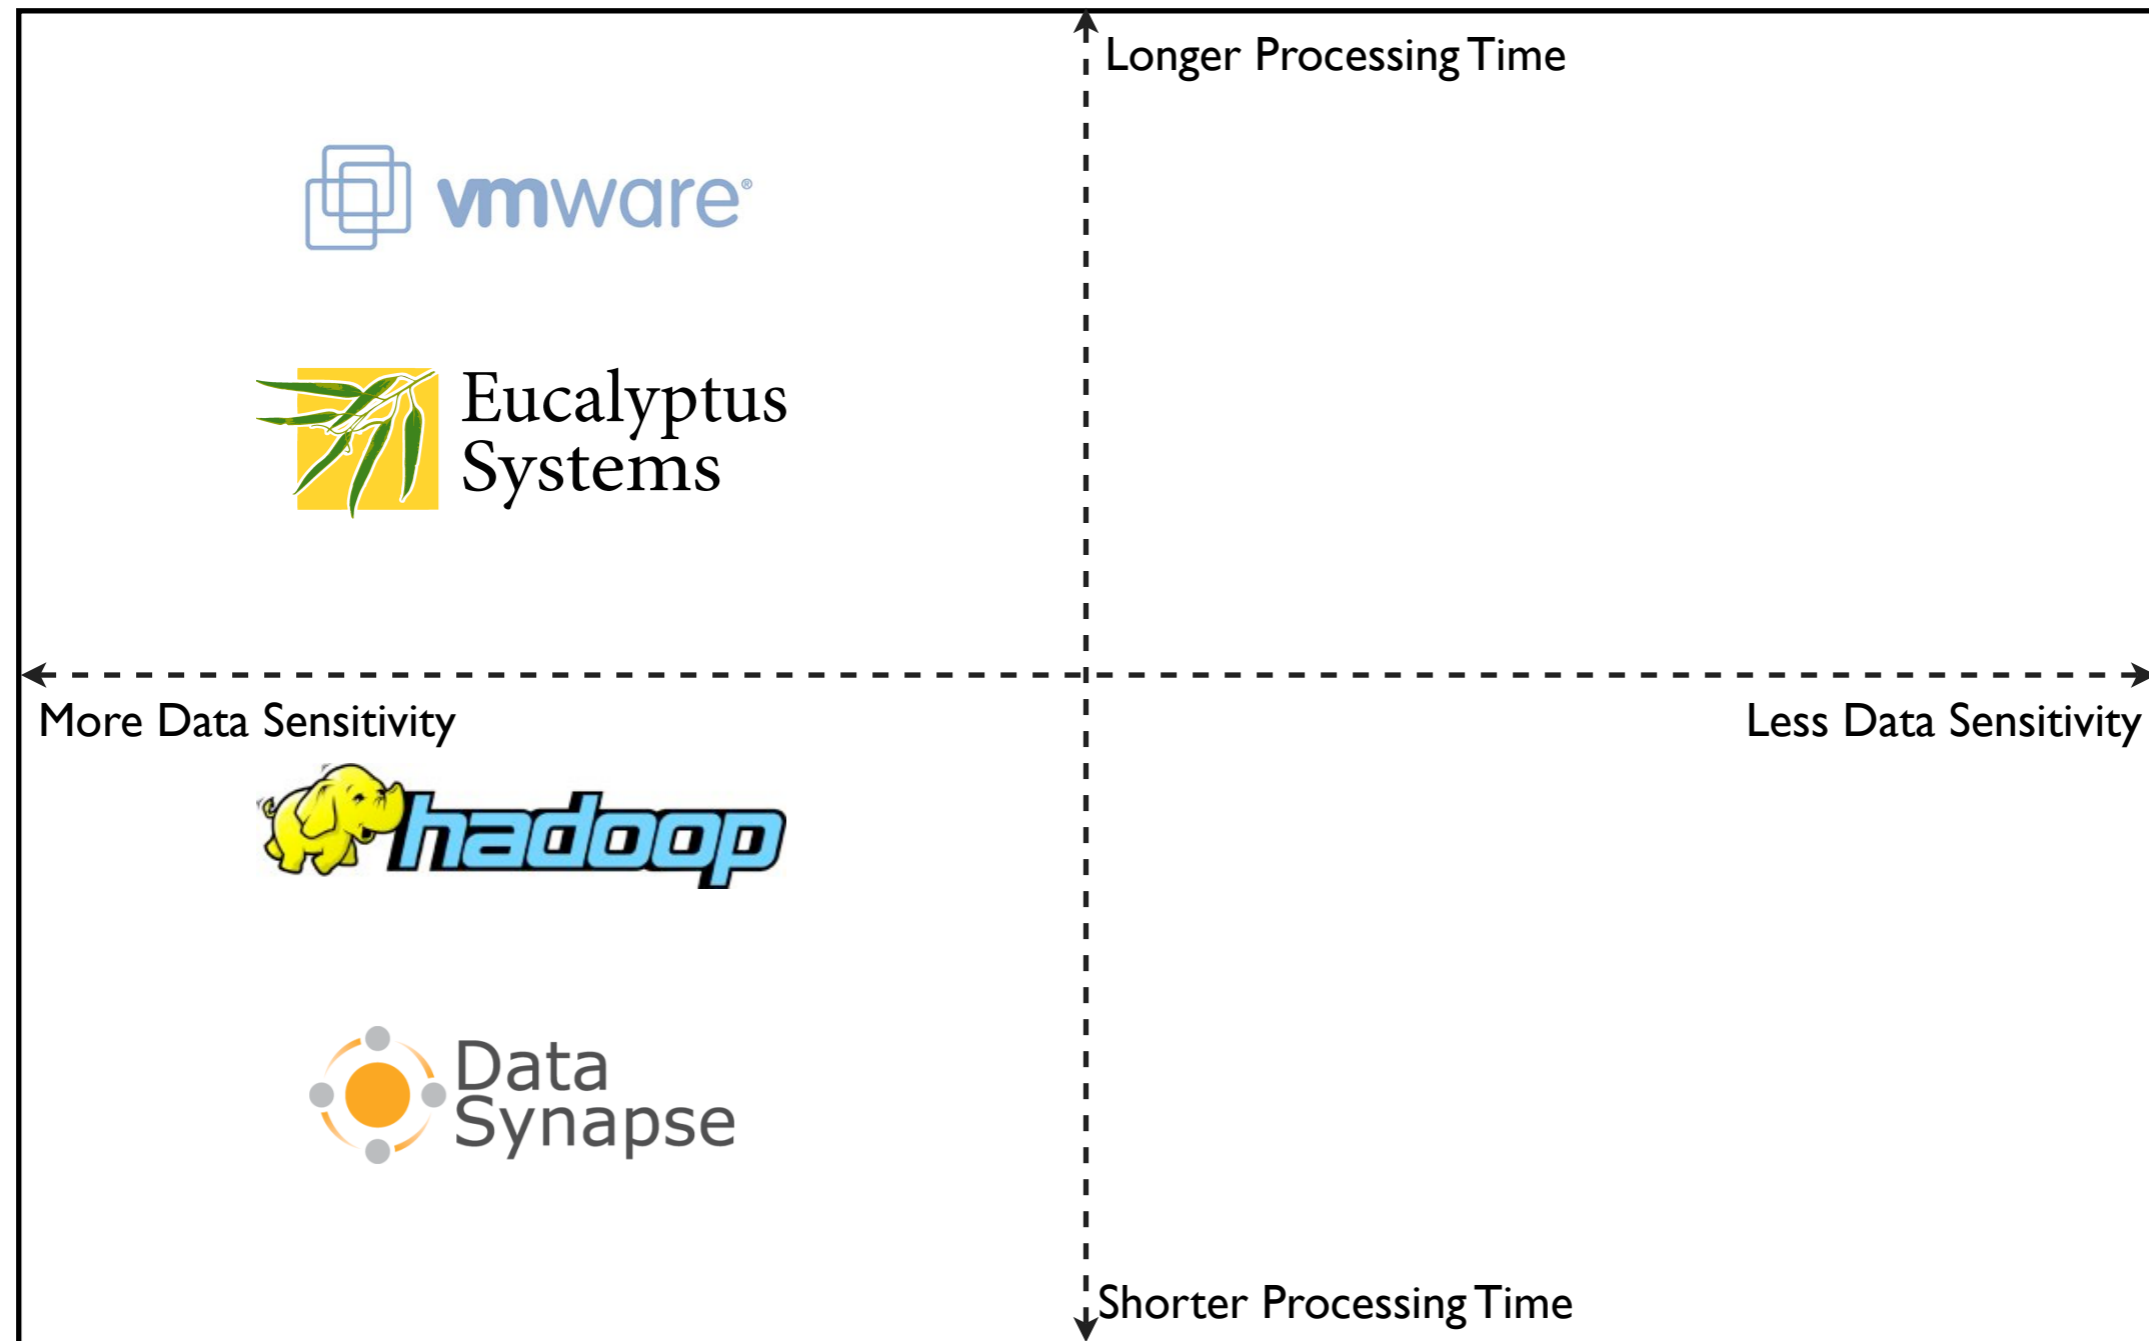 Longer Processing Time
vmware®
Eucalyptus
Systems
More Data Sensitivity
Less Data Sensitivity
hadoop
Data
Synapse
Shorter Processing Time